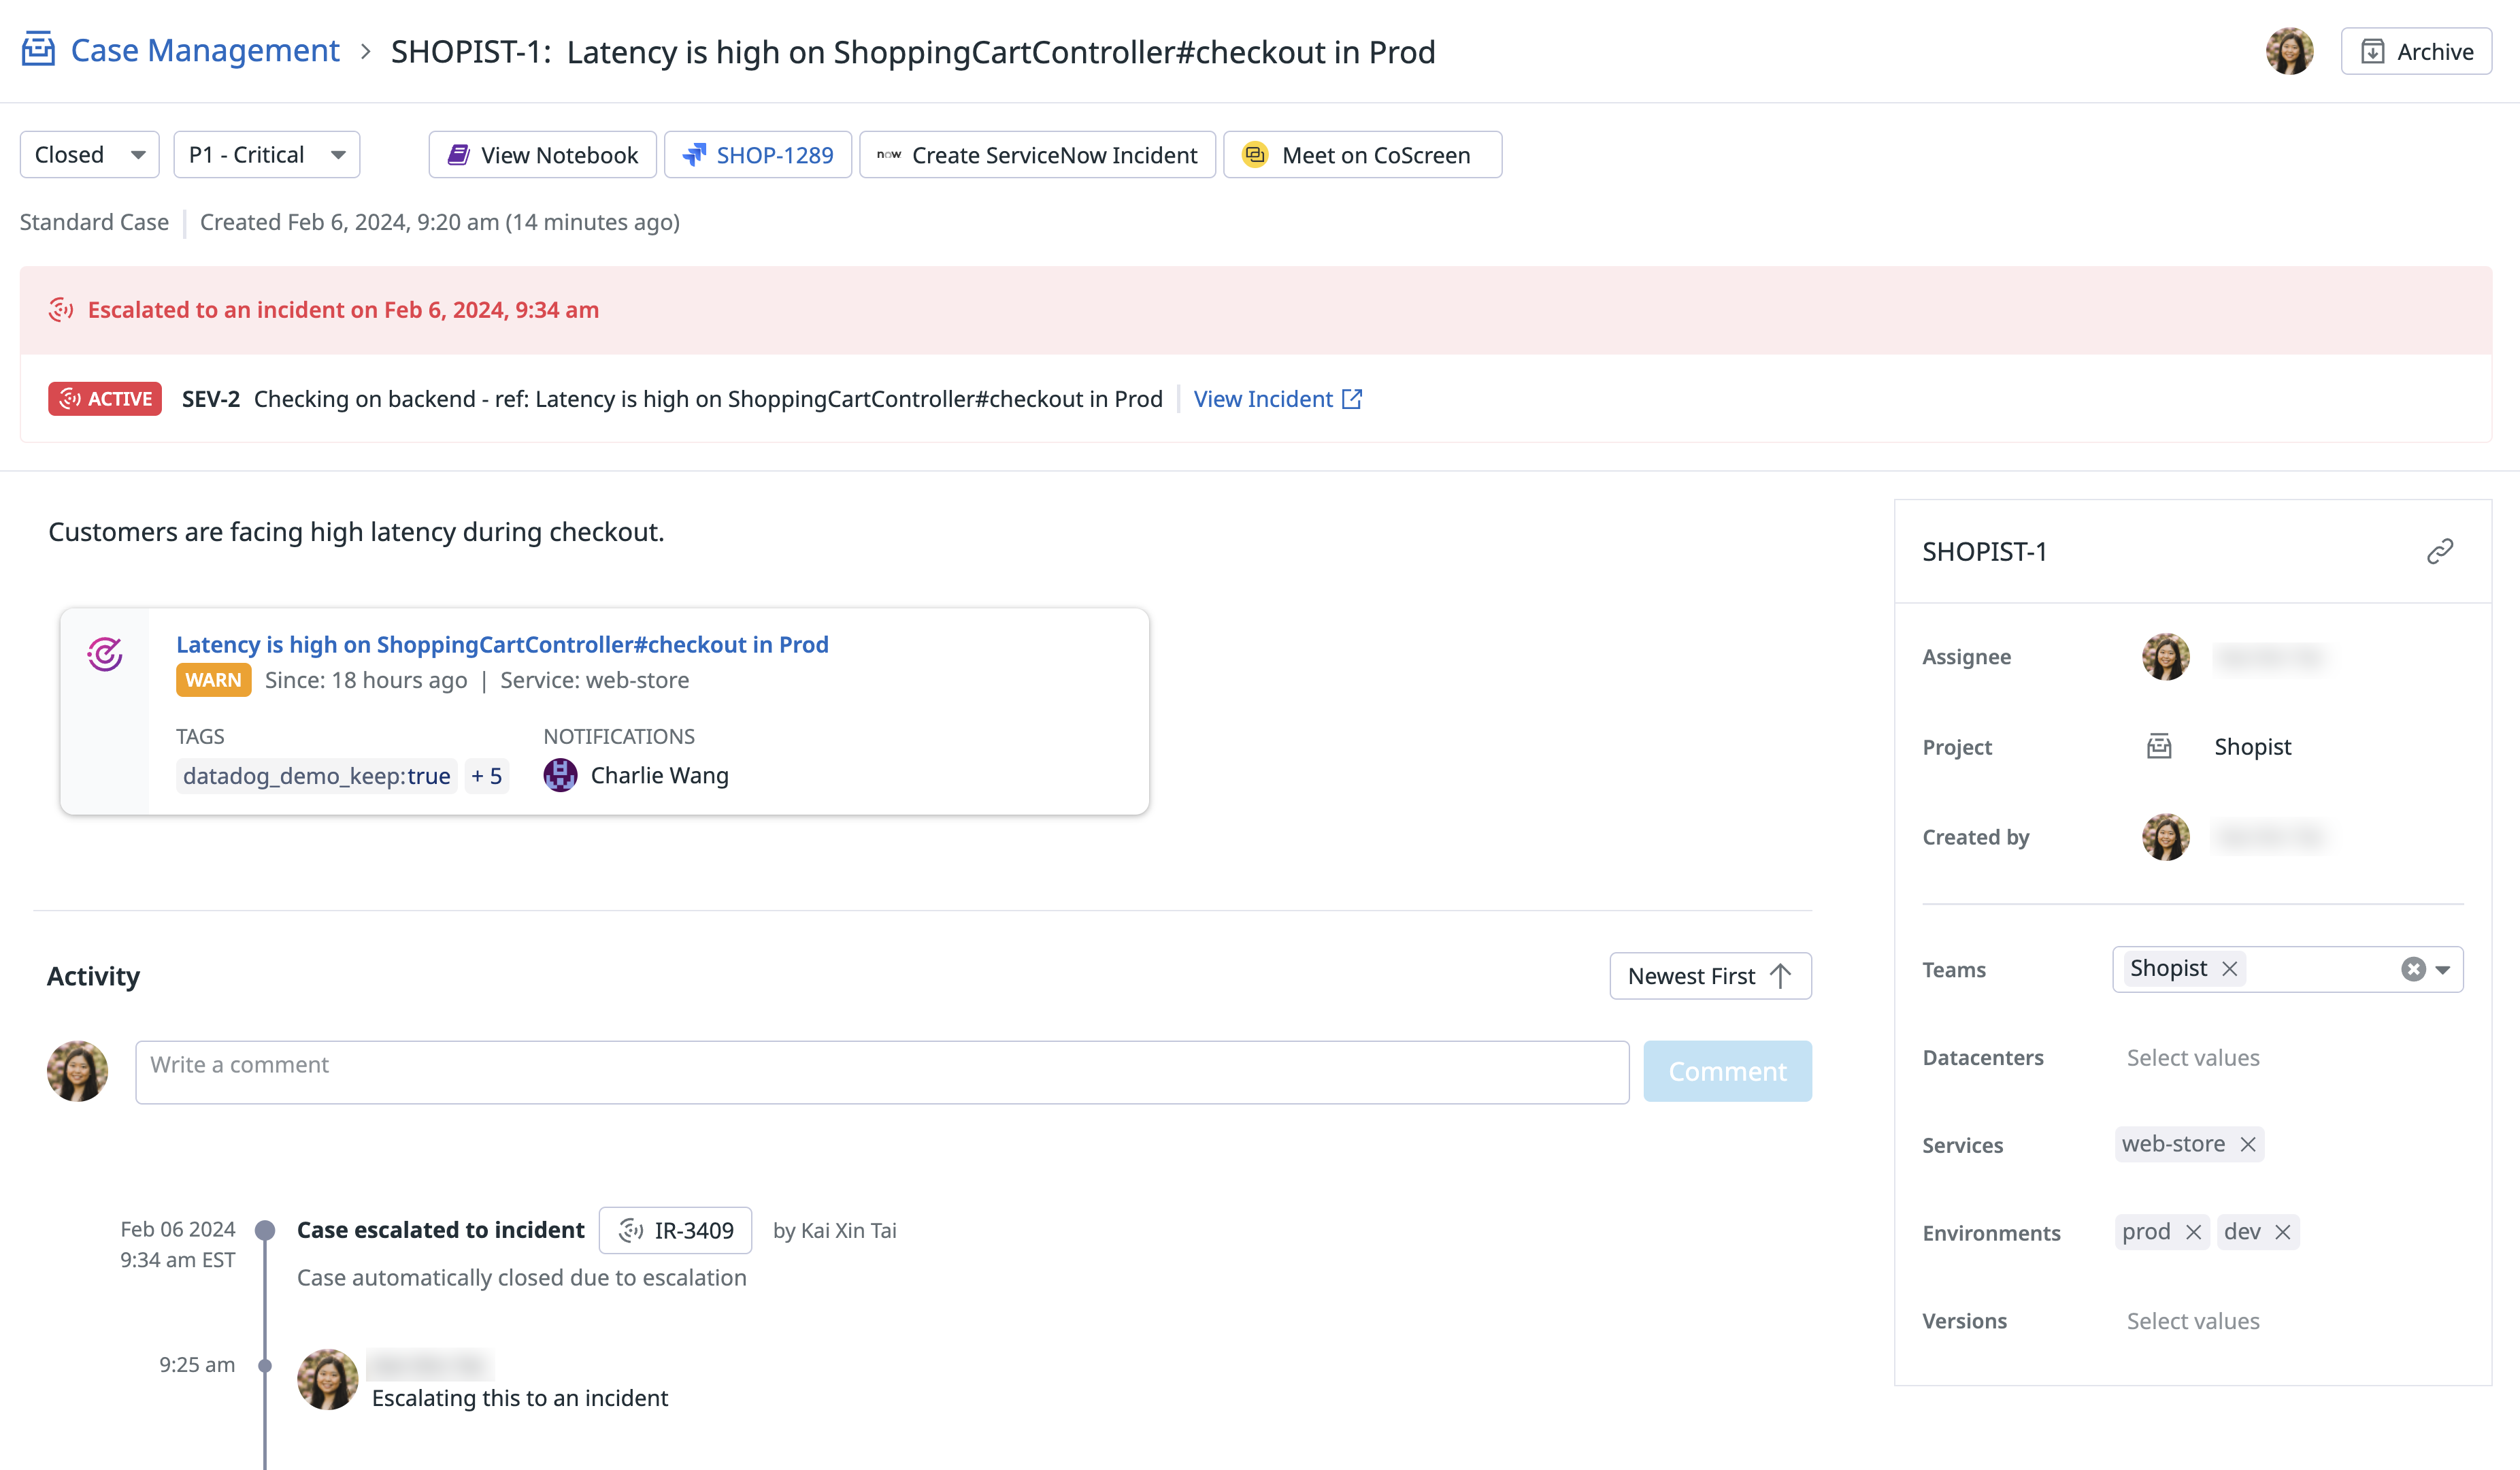 Case Management > SHOPIST-1: Latency is high on ShoppingCartController#checkout in Prod
Archive
Closed
P1 - Critical
View Notebook
SHOP-1289
now Create ServiceNow Incident
Meet on CoScreen
Standard Case | Created Feb 6, 2024, 9:20 am (14 minutes ago)
Escalated to an incident on Feb 6, 2024, 9:34 am
ACTIVE SEV-2 Checking on backend - ref: Latency is high on ShoppingCartController#checkout in Prod | View Incident
Customers are facing high latency during checkout.
Latency is high on ShoppingCartController#checkout in Prod
WARN Since: 18 hours ago | Service: web-store
TAGS
datadog_demo_keep:true + 5
NOTIFICATIONS
Charlie Wang
Activity
Newest First
Write a comment
Comment
Feb 06 2024
9:34 am EST
Case escalated to incident IR-3409 by Kai Xin Tai
Case automatically closed due to escalation
9:25 am
Escalating this to an incident
SHOPIST-1
Assignee
Project Shopist
Created by
Teams Shopist
Datacenters Select values
Services web-store
Environments prod dev
Versions Select values